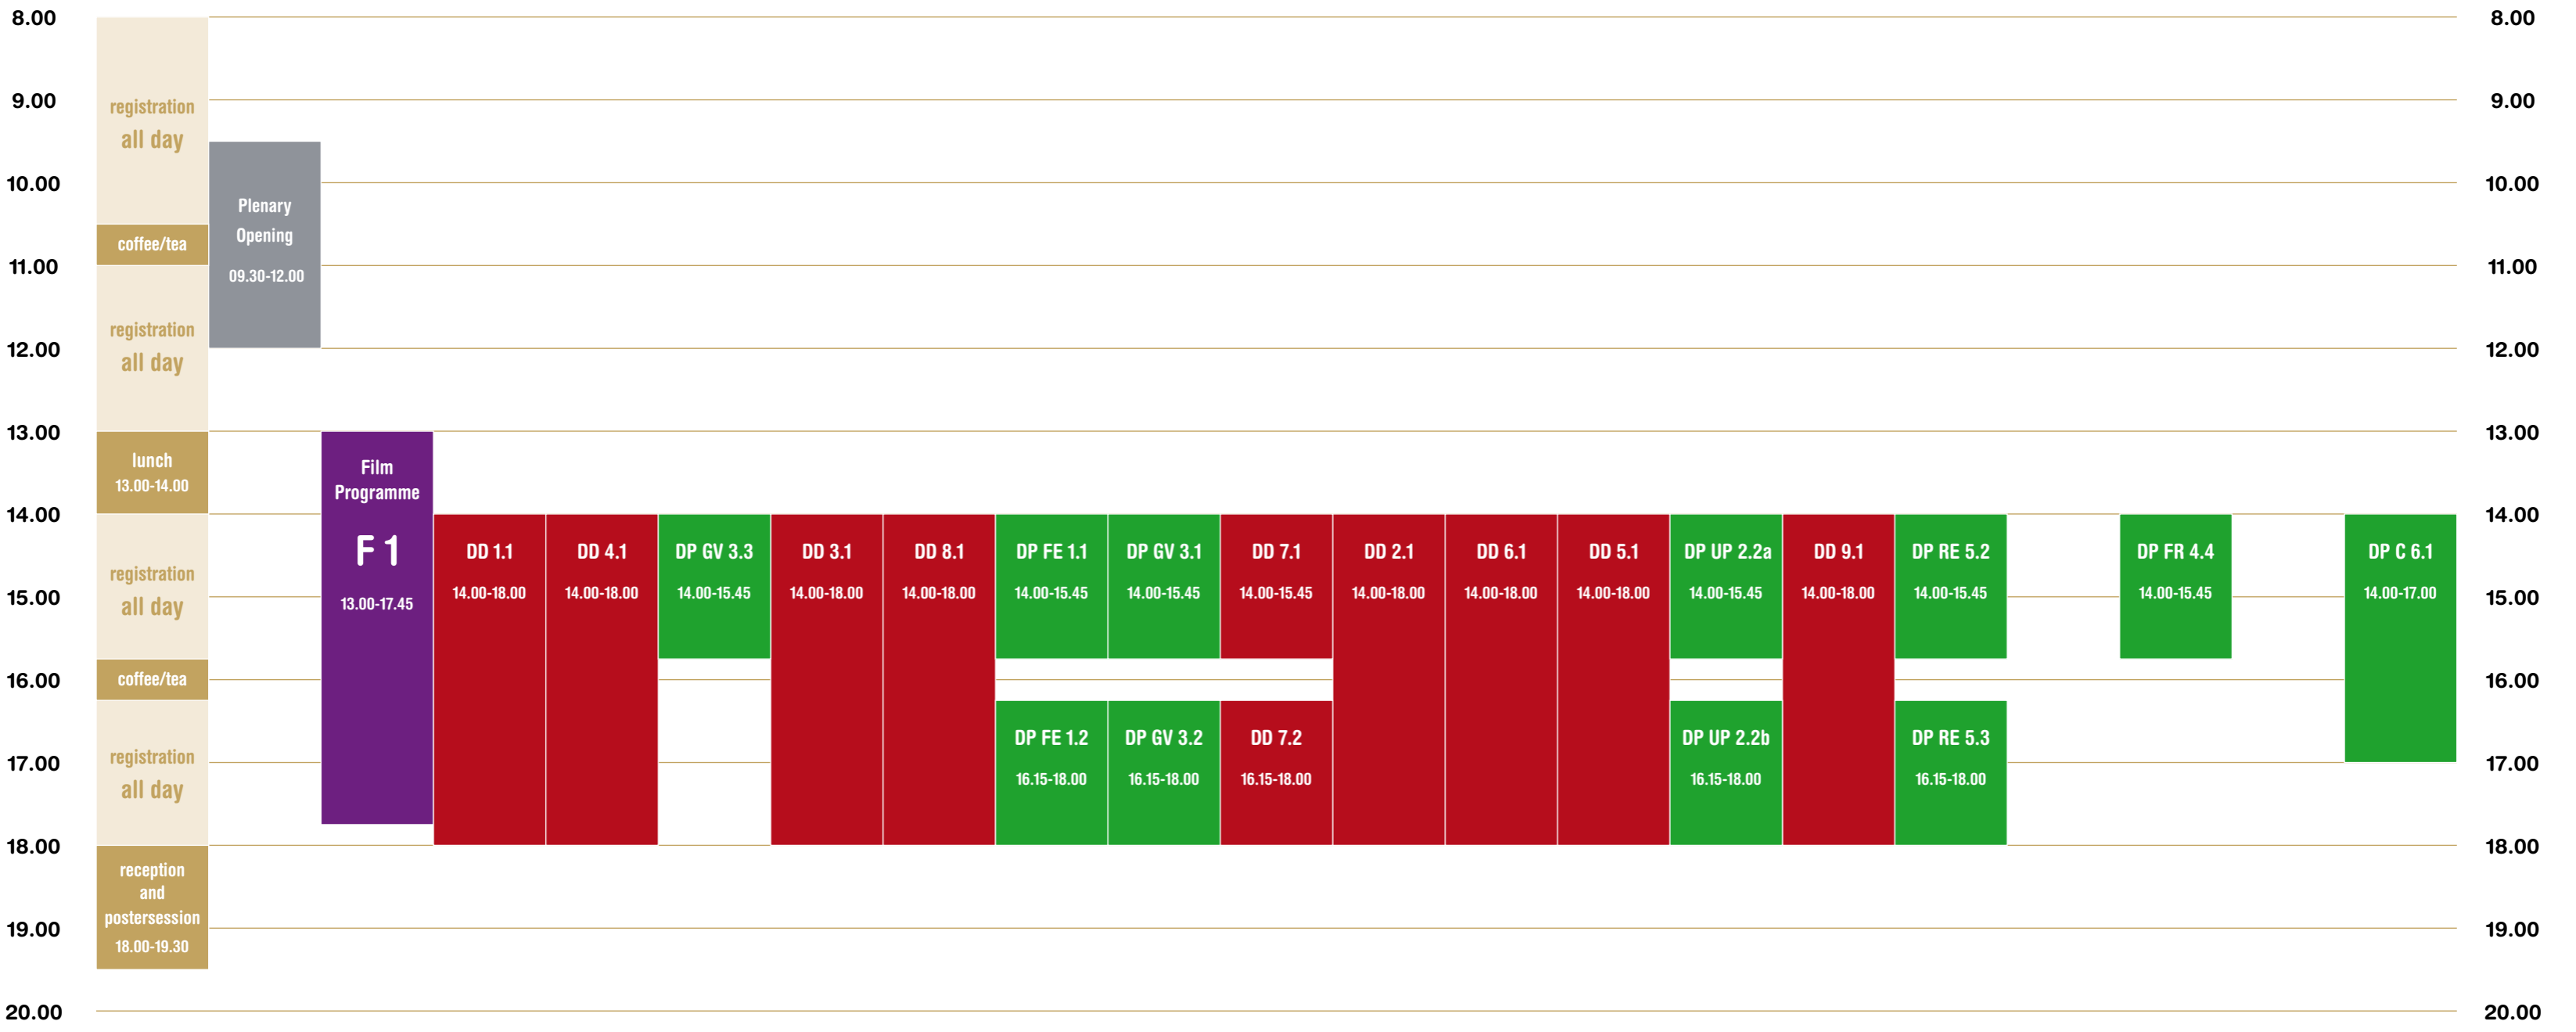 8.00
8.00
9.00
9.00
registration
all day
10.00
10.00
Plenary
Opening
09.30-12.00
coffee/tea
11.00
11.00
registration
all day
12.00
12.00
13.00
13.00
lunch
13.00-14.00
Film
Programme
F 1
13.00-17.45
14.00
14.00
DD 1.1
14.00-18.00
DD 4.1
14.00-18.00
DP GV 3.3
14.00-15.45
DD 3.1
14.00-18.00
DD 8.1
14.00-18.00
DP FE 1.1
14.00-15.45
DP GV 3.1
14.00-15.45
DD 7.1
14.00-15.45
DD 2.1
14.00-18.00
DD 6.1
14.00-18.00
DD 5.1
14.00-18.00
DP UP 2.2a
14.00-15.45
DD 9.1
14.00-18.00
DP RE 5.2
14.00-15.45
DP FR 4.4
14.00-15.45
DP C 6.1
14.00-17.00
registration
all day
15.00
15.00
coffee/tea
16.00
16.00
DP FE 1.2
16.15-18.00
DP GV 3.2
16.15-18.00
DD 7.2
16.15-18.00
DP UP 2.2b
16.15-18.00
DP RE 5.3
16.15-18.00
registration
all day
17.00
17.00
18.00
18.00
reception
and
postersession
18.00-19.30
19.00
19.00
20.00
20.00